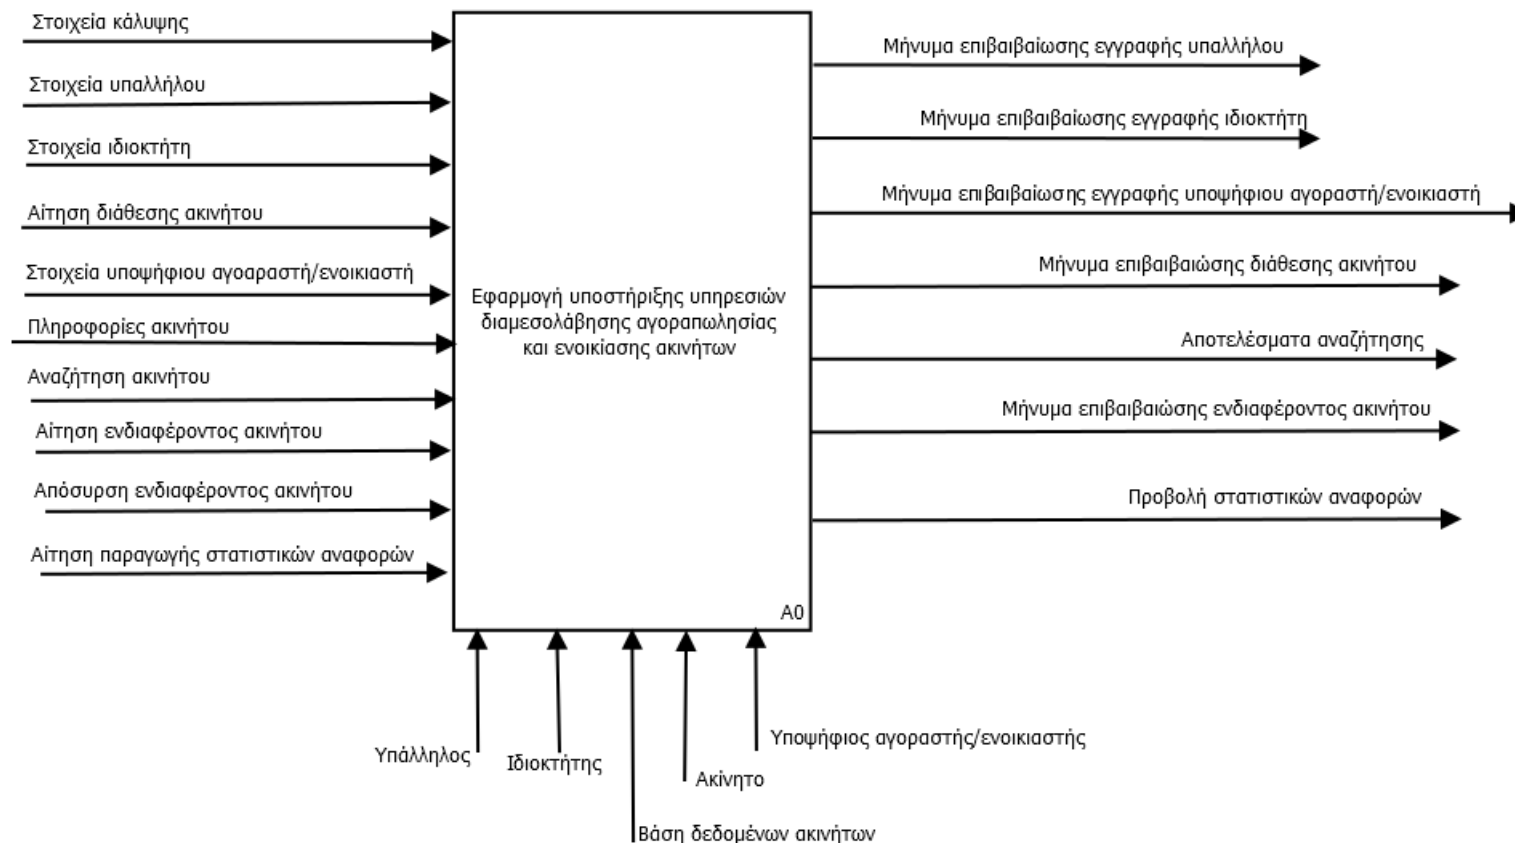 Στοιχεία κάλυψης
Στοιχεία υπαλλήλου
Στοιχεία ιδιοκτήτη
Αίτηση διάθεσης ακινήτου
Στοιχεία υποψήφιου αγοαραστή/ενοικιαστή
Πληροφορίες ακινήτου
Αναζήτηση ακινήτου
Αίτηση ενδιαφέροντος ακινήτου
Απόσυρση ενδιαφέροντος ακινήτου
Αίτηση παραγωγής στατιστικών αναφορών
Εφαρμογή υποστήριξης υπηρεσιών
διαμεσολάβησης αγοραπωλησίας
και ενοικίασης ακινήτων
A0
Μήνυμα επιβαιβαίωσης εγγραφής υπαλλήλου
Μήνυμα επιβαιβαίωσης εγγραφής ιδιοκτήτη
Μήνυμα επιβαιβαίωσης εγγραφής υποψήφιου αγοραστή/ενοικιαστή
Μήνυμα επιβαιβαιώσης διάθεσης ακινήτου
Αποτελέσματα αναζήτησης
Μήνυμα επιβαιβαιώσης ενδιαφέροντος ακινήτου
Προβολή στατιστικών αναφορών
Υπάλληλος
Ιδιοκτήτης
Βάση δεδομένων ακινήτων
Ακίνητο
Υποψήφιος αγοραστής/ενοικιαστής